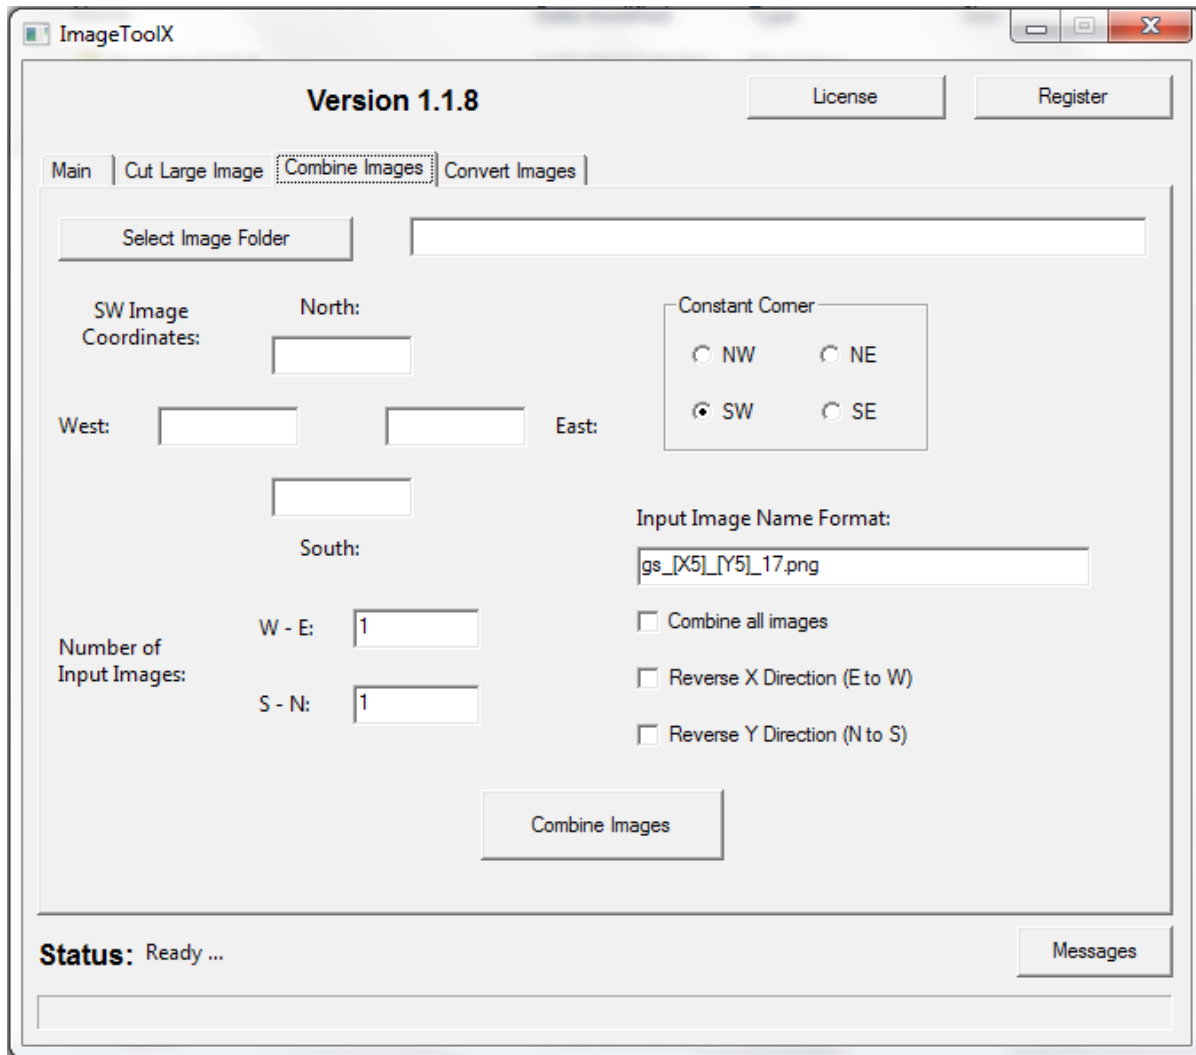 ImageToolX
Version 1.1.8
License
Register
Main
Cut Large Image
Combine Images
Convert Images
Select Image Folder
SW Image
Coordinates:
North:
West:
East:
South:
Constant Corner
NW
NE
SW
SE
Input Image Name Format:
gs_[X5]_[Y5]_17.png
Number of
Input Images:
W - E:
1
S - N:
1
Combine all images
Reverse X Direction (E to W)
Reverse Y Direction (N to S)
Combine Images
Status: Ready ...
Messages